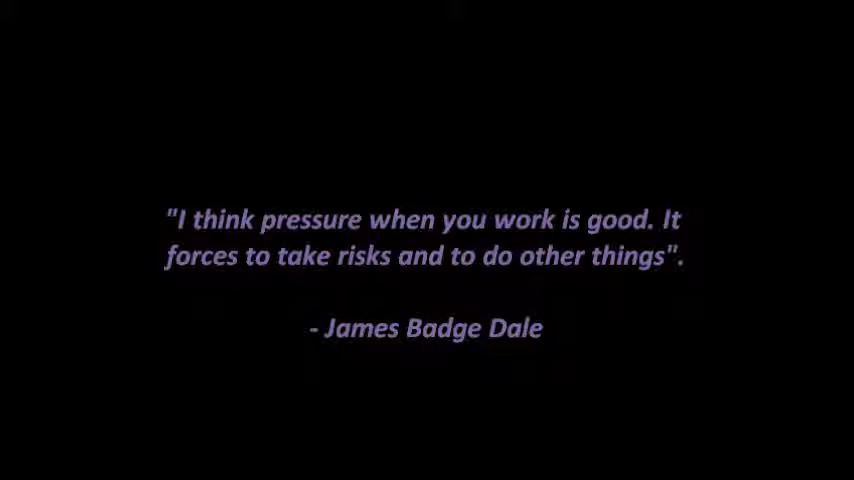 "I think pressure when you work is good. It
forces to take risks and to do other things".
- James Badge Dale